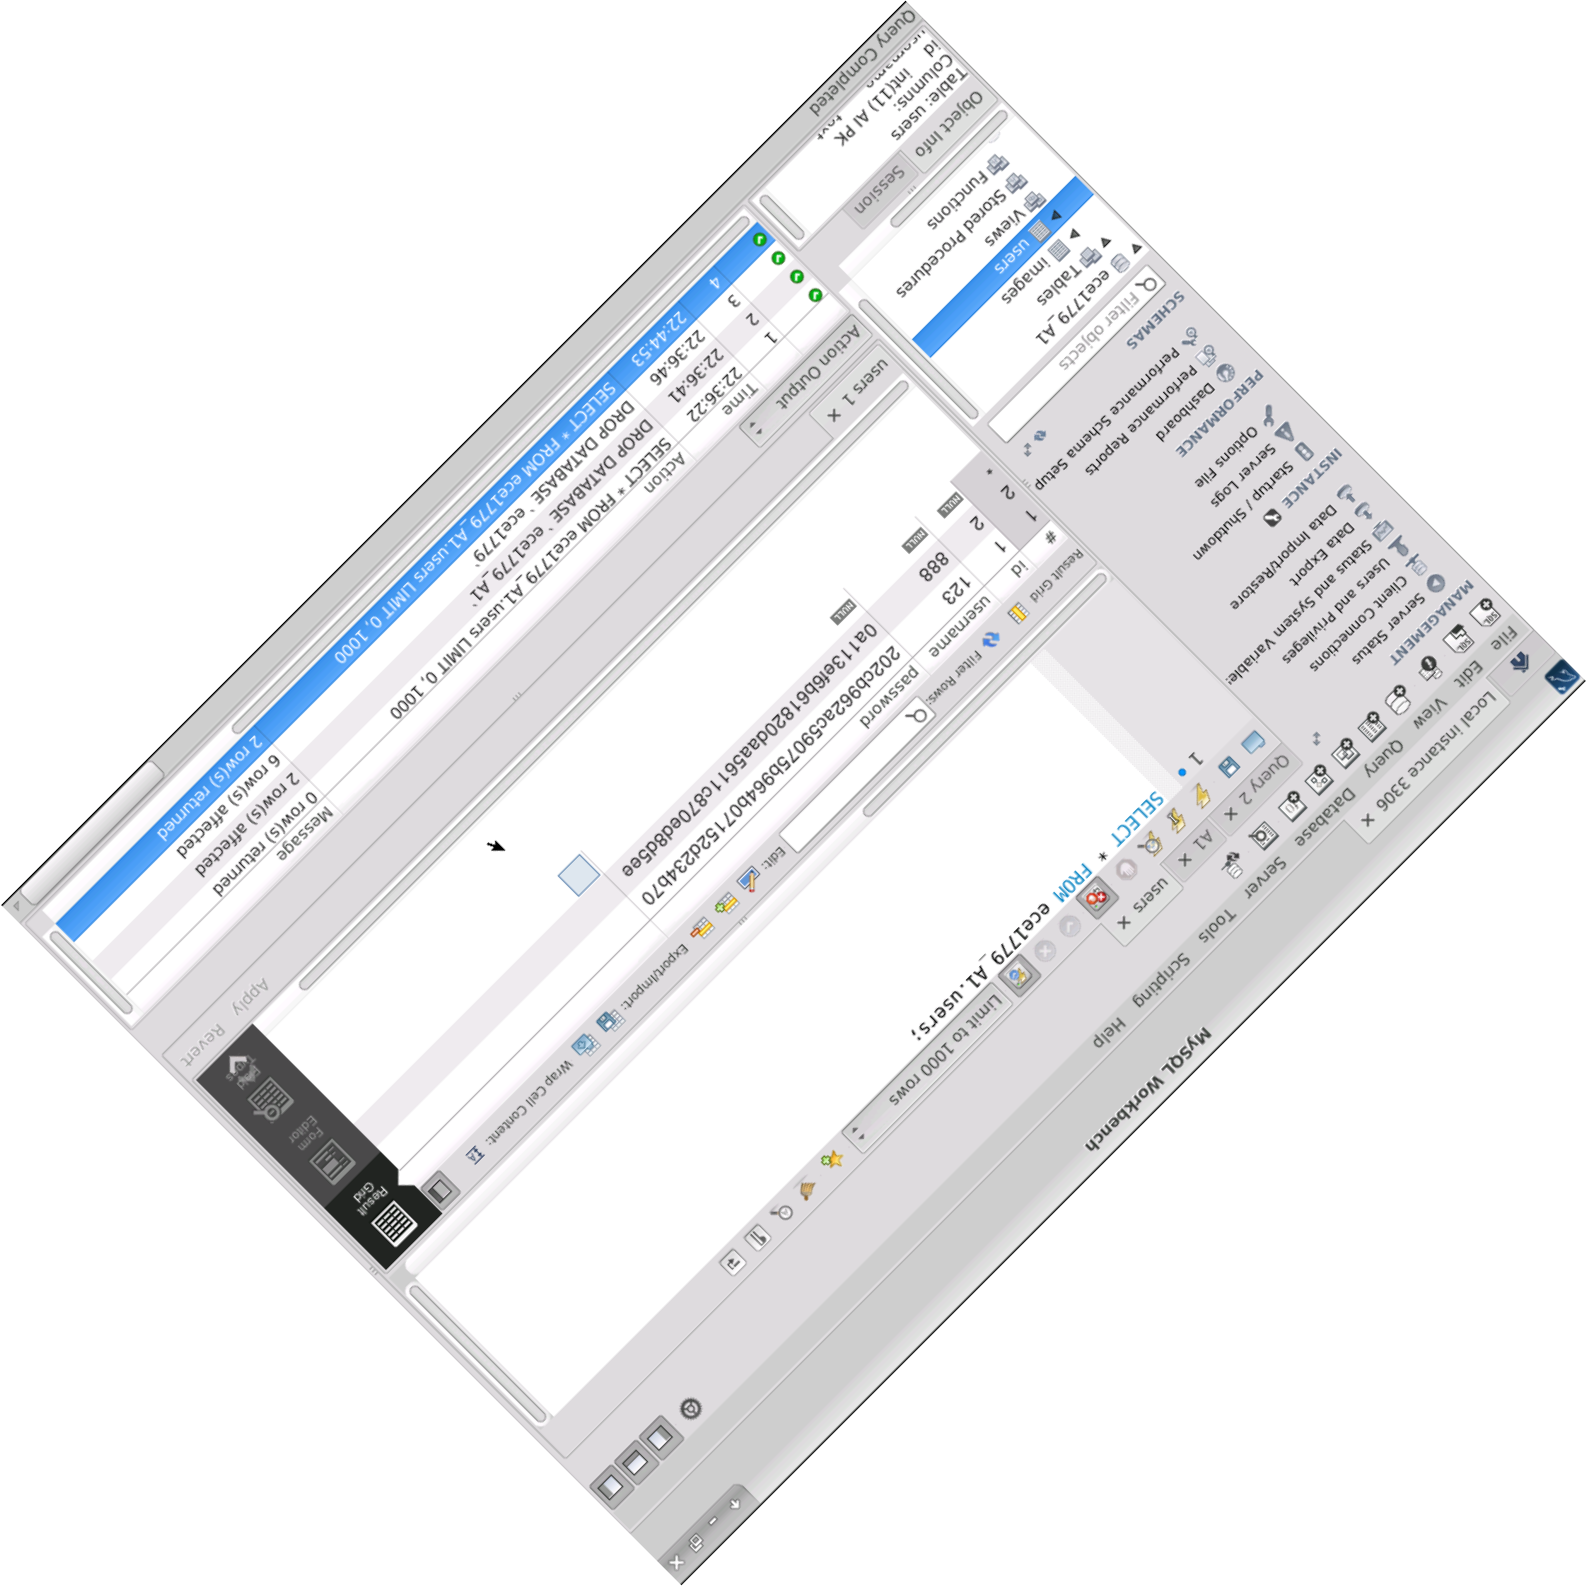 MySQL Workbench
Local instance 3306 ×
File Edit View Query Database Server Tools Scripting Help
MANAGEMENT
Server Status
Client Connections
Users and Privileges
Status and System Variable:
Data Export
Data Import/Restore
INSTANCE
Startup / Shutdown
Server Logs
Options File
PERFORMANCE
Dashboard
Performance Reports
Performance Schema Setup
SCHEMAS
Filter objects
ece1779_A1
Tables
images
users
Views
Stored Procedures
Functions
Object Info Session
Table: users
Columns:
id int(11) AI PK
Query Completed
Query 2 × A1 × users ×
Limit to 1000 rows
1 SELECT * FROM ece1779_A1.users;
Result Grid Filter Rows: Edit: Export/Import: Wrap Cell Content:
# id username password
1 1 123 202cb962ac59075b964b07152d234b70
2 2 888 0a113ef6b61820daa5611c870ed8d5ee
* NULL NULL NULL
Result Grid
Form Editor
users 1 × Apply Revert
Action Output
Time Action Message
1 22:36:22 SELECT * FROM ece1779_A1.users LIMIT 0, 1000 0 row(s) returned
2 22:36:41 DROP DATABASE `ece1779_A1` 2 row(s) affected
3 22:36:46 DROP DATABASE `ece1779` 6 row(s) affected
4 22:44:53 SELECT * FROM ece1779_A1.users LIMIT 0, 1000 2 row(s) returned